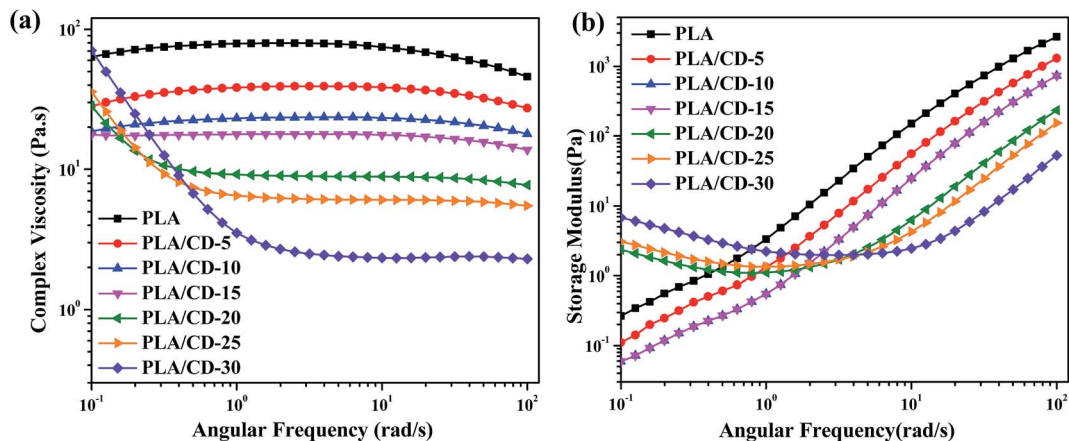 (a)
Complex Viscosity (Pa.s)
10²
10¹
10⁰
PLA
PLA/CD-5
PLA/CD-10
PLA/CD-15
PLA/CD-20
PLA/CD-25
PLA/CD-30
10⁻¹ 10⁰ 10¹ 10²
Angular Frequency (rad/s)
(b)
Storage Modulus(Pa)
10³
10²
10¹
10⁰
10⁻¹
PLA
PLA/CD-5
PLA/CD-10
PLA/CD-15
PLA/CD-20
PLA/CD-25
PLA/CD-30
10⁻¹ 10⁰ 10¹ 10²
Angular Frequency(rad/s)